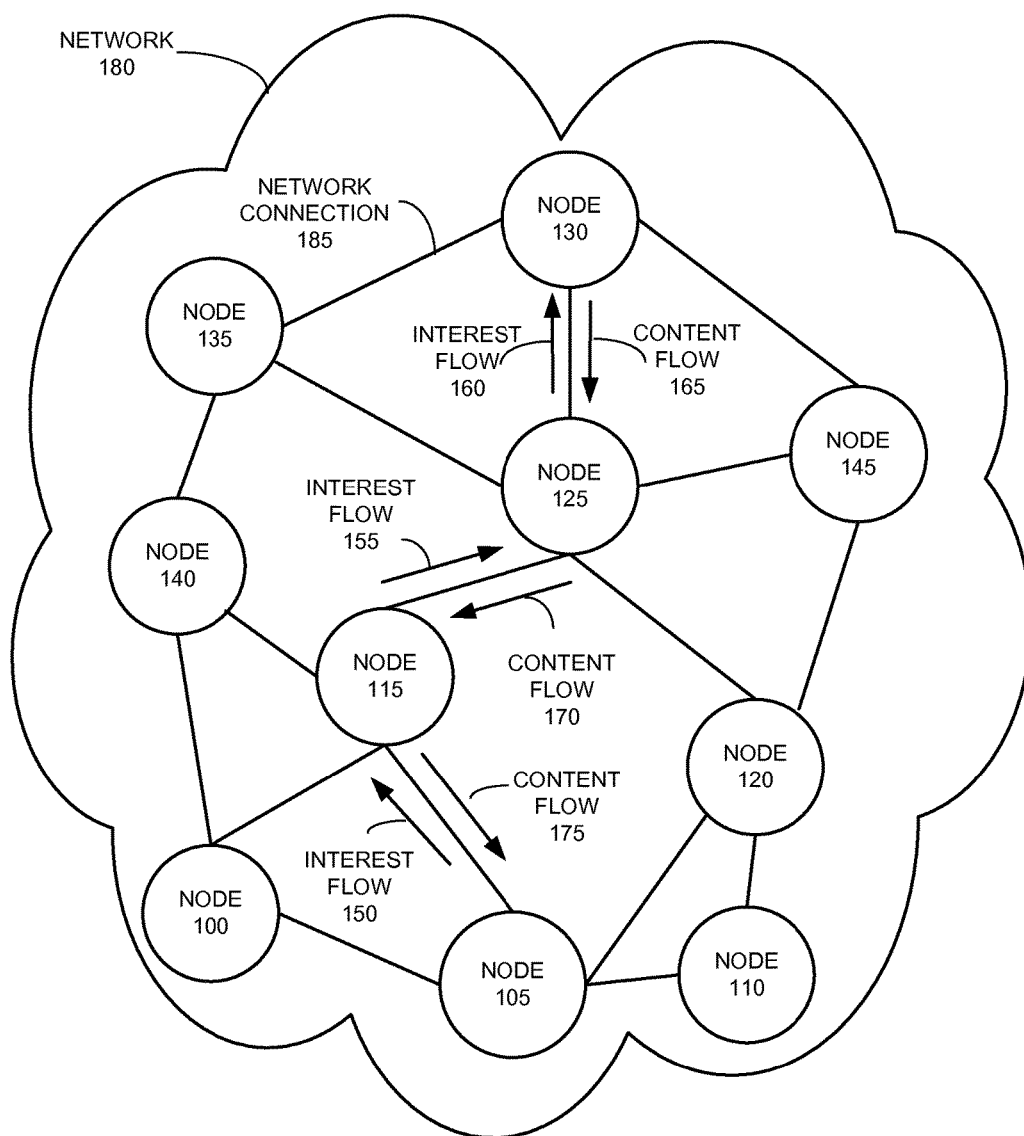 NETWORK
180
NETWORK
CONNECTION
185
NODE
130
NODE
135
INTEREST
FLOW
160
CONTENT
FLOW
165
NODE
145
NODE
125
INTEREST
FLOW
155
NODE
140
NODE
115
CONTENT
FLOW
170
NODE
120
CONTENT
FLOW
175
INTEREST
FLOW
150
NODE
100
NODE
105
NODE
110